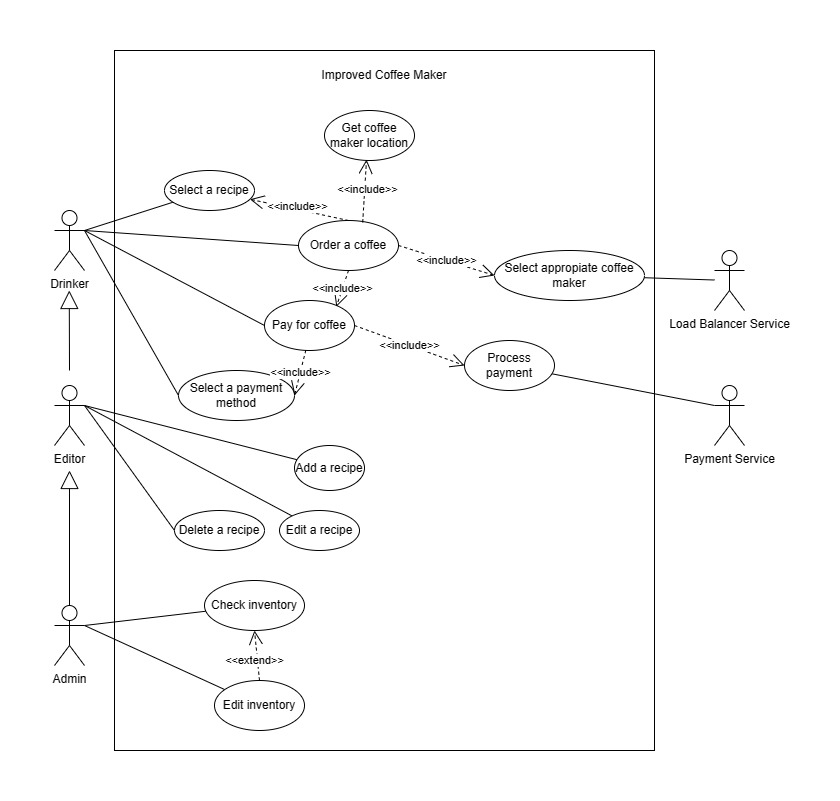 Improved Coffee Maker
Get coffee
maker location
Select a recipe
<<include>>
<<include>>
Drinker
Order a coffee
<<include>>
Select appropiate coffee
maker
Load Balancer Service
<<include>>
Pay for coffee
<<include>>
Process
payment
<<include>>
Select a payment
method
Editor
Payment Service
Add a recipe
Delete a recipe
Edit a recipe
Check inventory
<<extend>>
Admin
Edit inventory